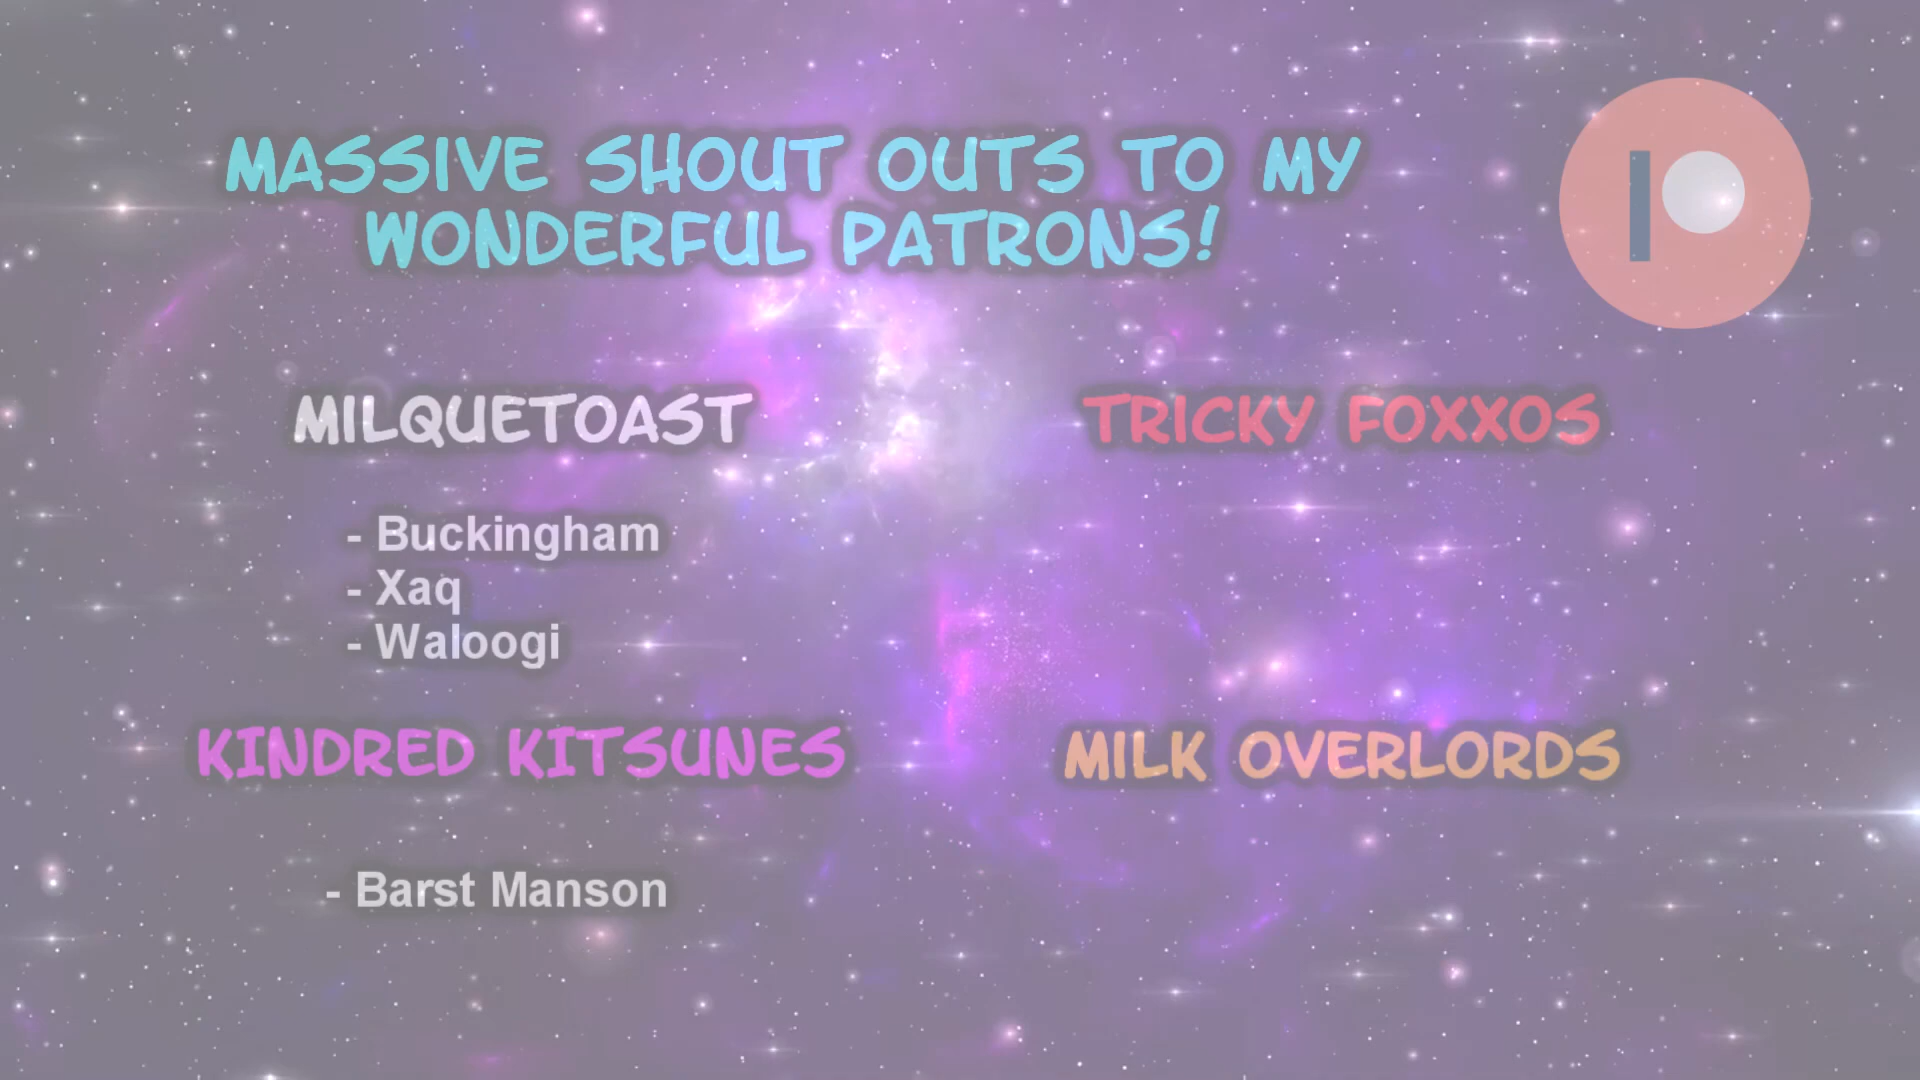 MASSIVE SHOUT OUTS TO MY
WONDERFUL PATRONS!
MILQUETOAST
- Buckingham
- Xaq
- Waloogi
TRICKY FOXXOS
KINDRED KITSUNES
- Barst Manson
MILK OVERLORDS